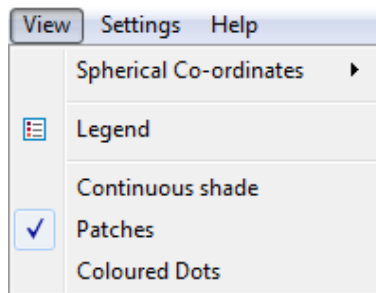 View Settings Help
Spherical Co-ordinates
Legend
Continuous shade
Patches
Coloured Dots